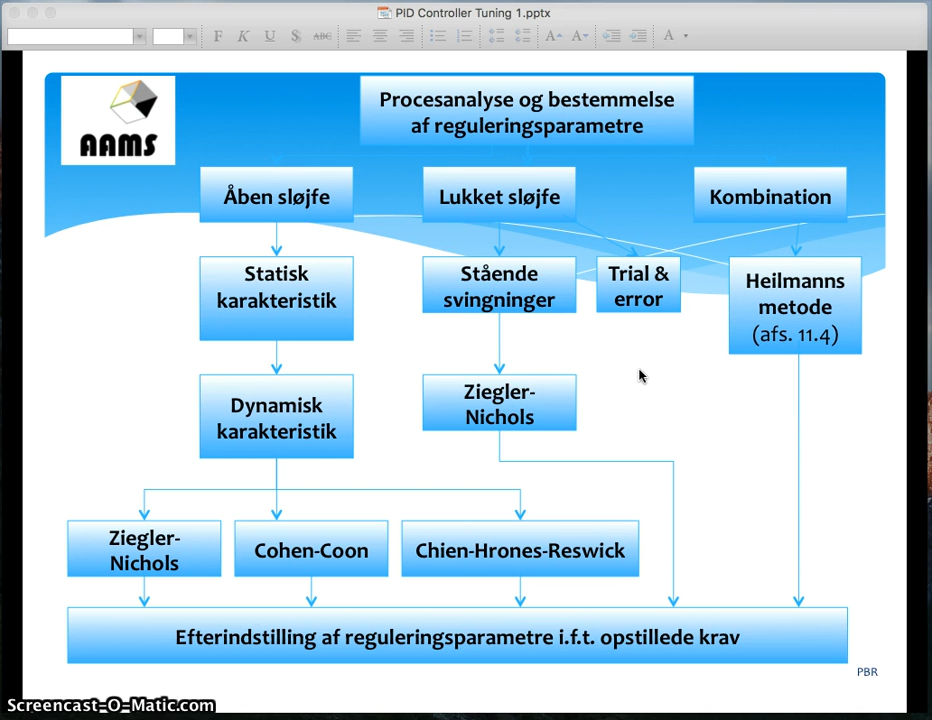 PID Controller Tuning 1.pptx
F K U S ABC A A A
AAMS
Procesanalyse og bestemmelse
af reguleringsparametre
Åben sløjfe
Lukket sløjfe
Kombination
Statisk
karakteristik
Stående
svingninger
Trial &
error
Heilmanns
metode
(afs. 11.4)
Dynamisk
karakteristik
Ziegler-
Nichols
Ziegler-
Nichols
Cohen-Coon
Chien-Hrones-Reswick
Efterindstilling af reguleringsparametre i.f.t. opstillede krav
PBR
Screencast-O-Matic.com